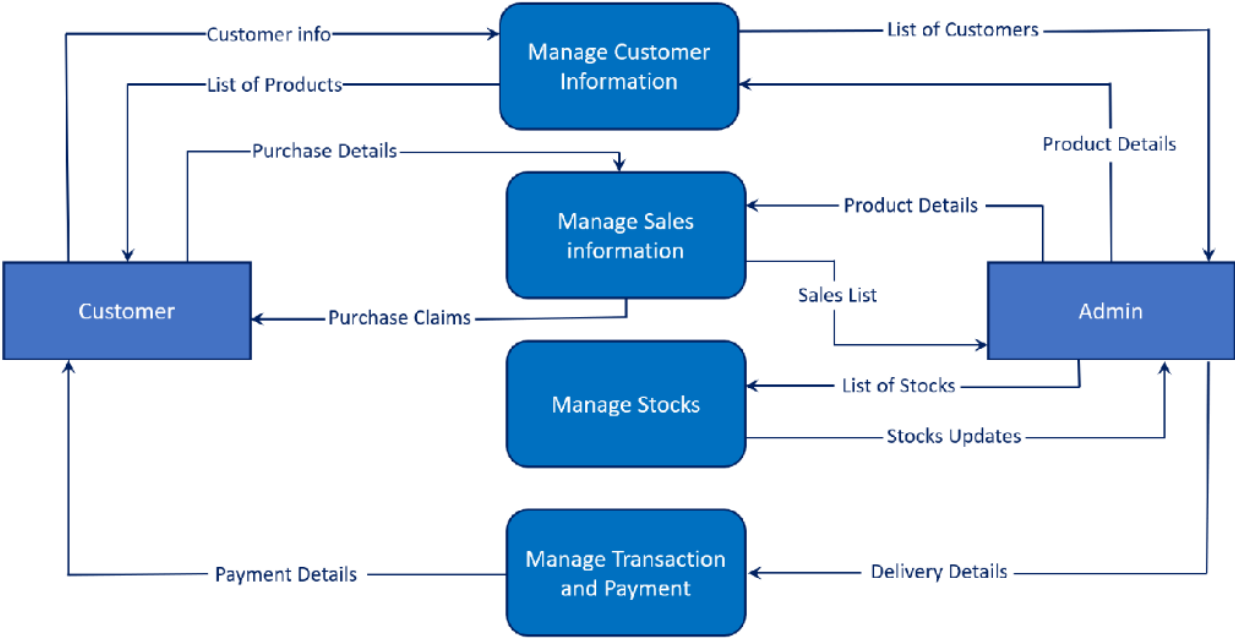 Customer info
Manage Customer
Information
List of Customers
List of Products
Product Details
Purchase Details
Manage Sales
information
Product Details
Sales List
Customer
Purchase Claims
Admin
Manage Stocks
List of Stocks
Stocks Updates
Manage Transaction
and Payment
Payment Details
Delivery Details